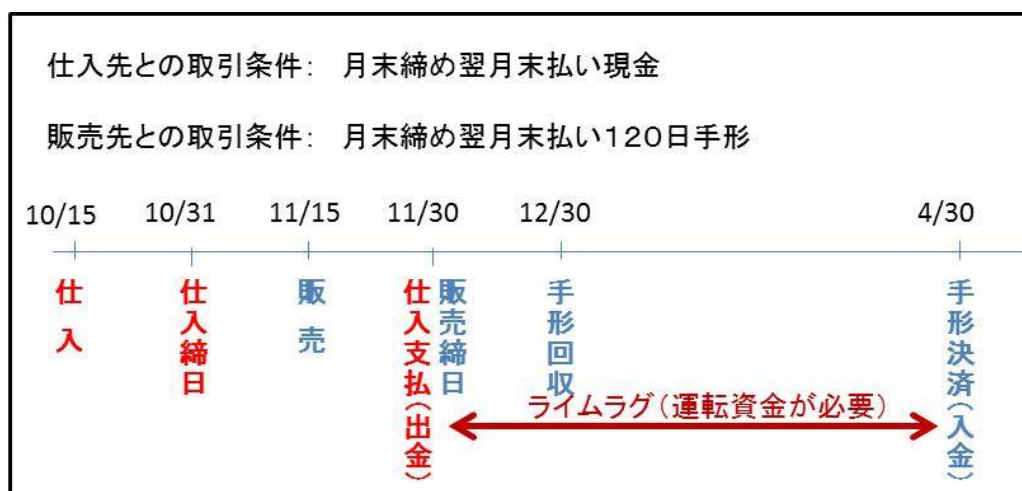 仕入先との取引条件： 月末締め翌月末払い現金
販売先との取引条件： 月末締め翌月末払い１２０日手形
10/15 10/31 11/15 11/30 12/30 4/30
仕入
仕入締日
販売
仕入支払(出金)
販売締日
手形回収
手形決済(入金)
ライムラグ(運転資金が必要)